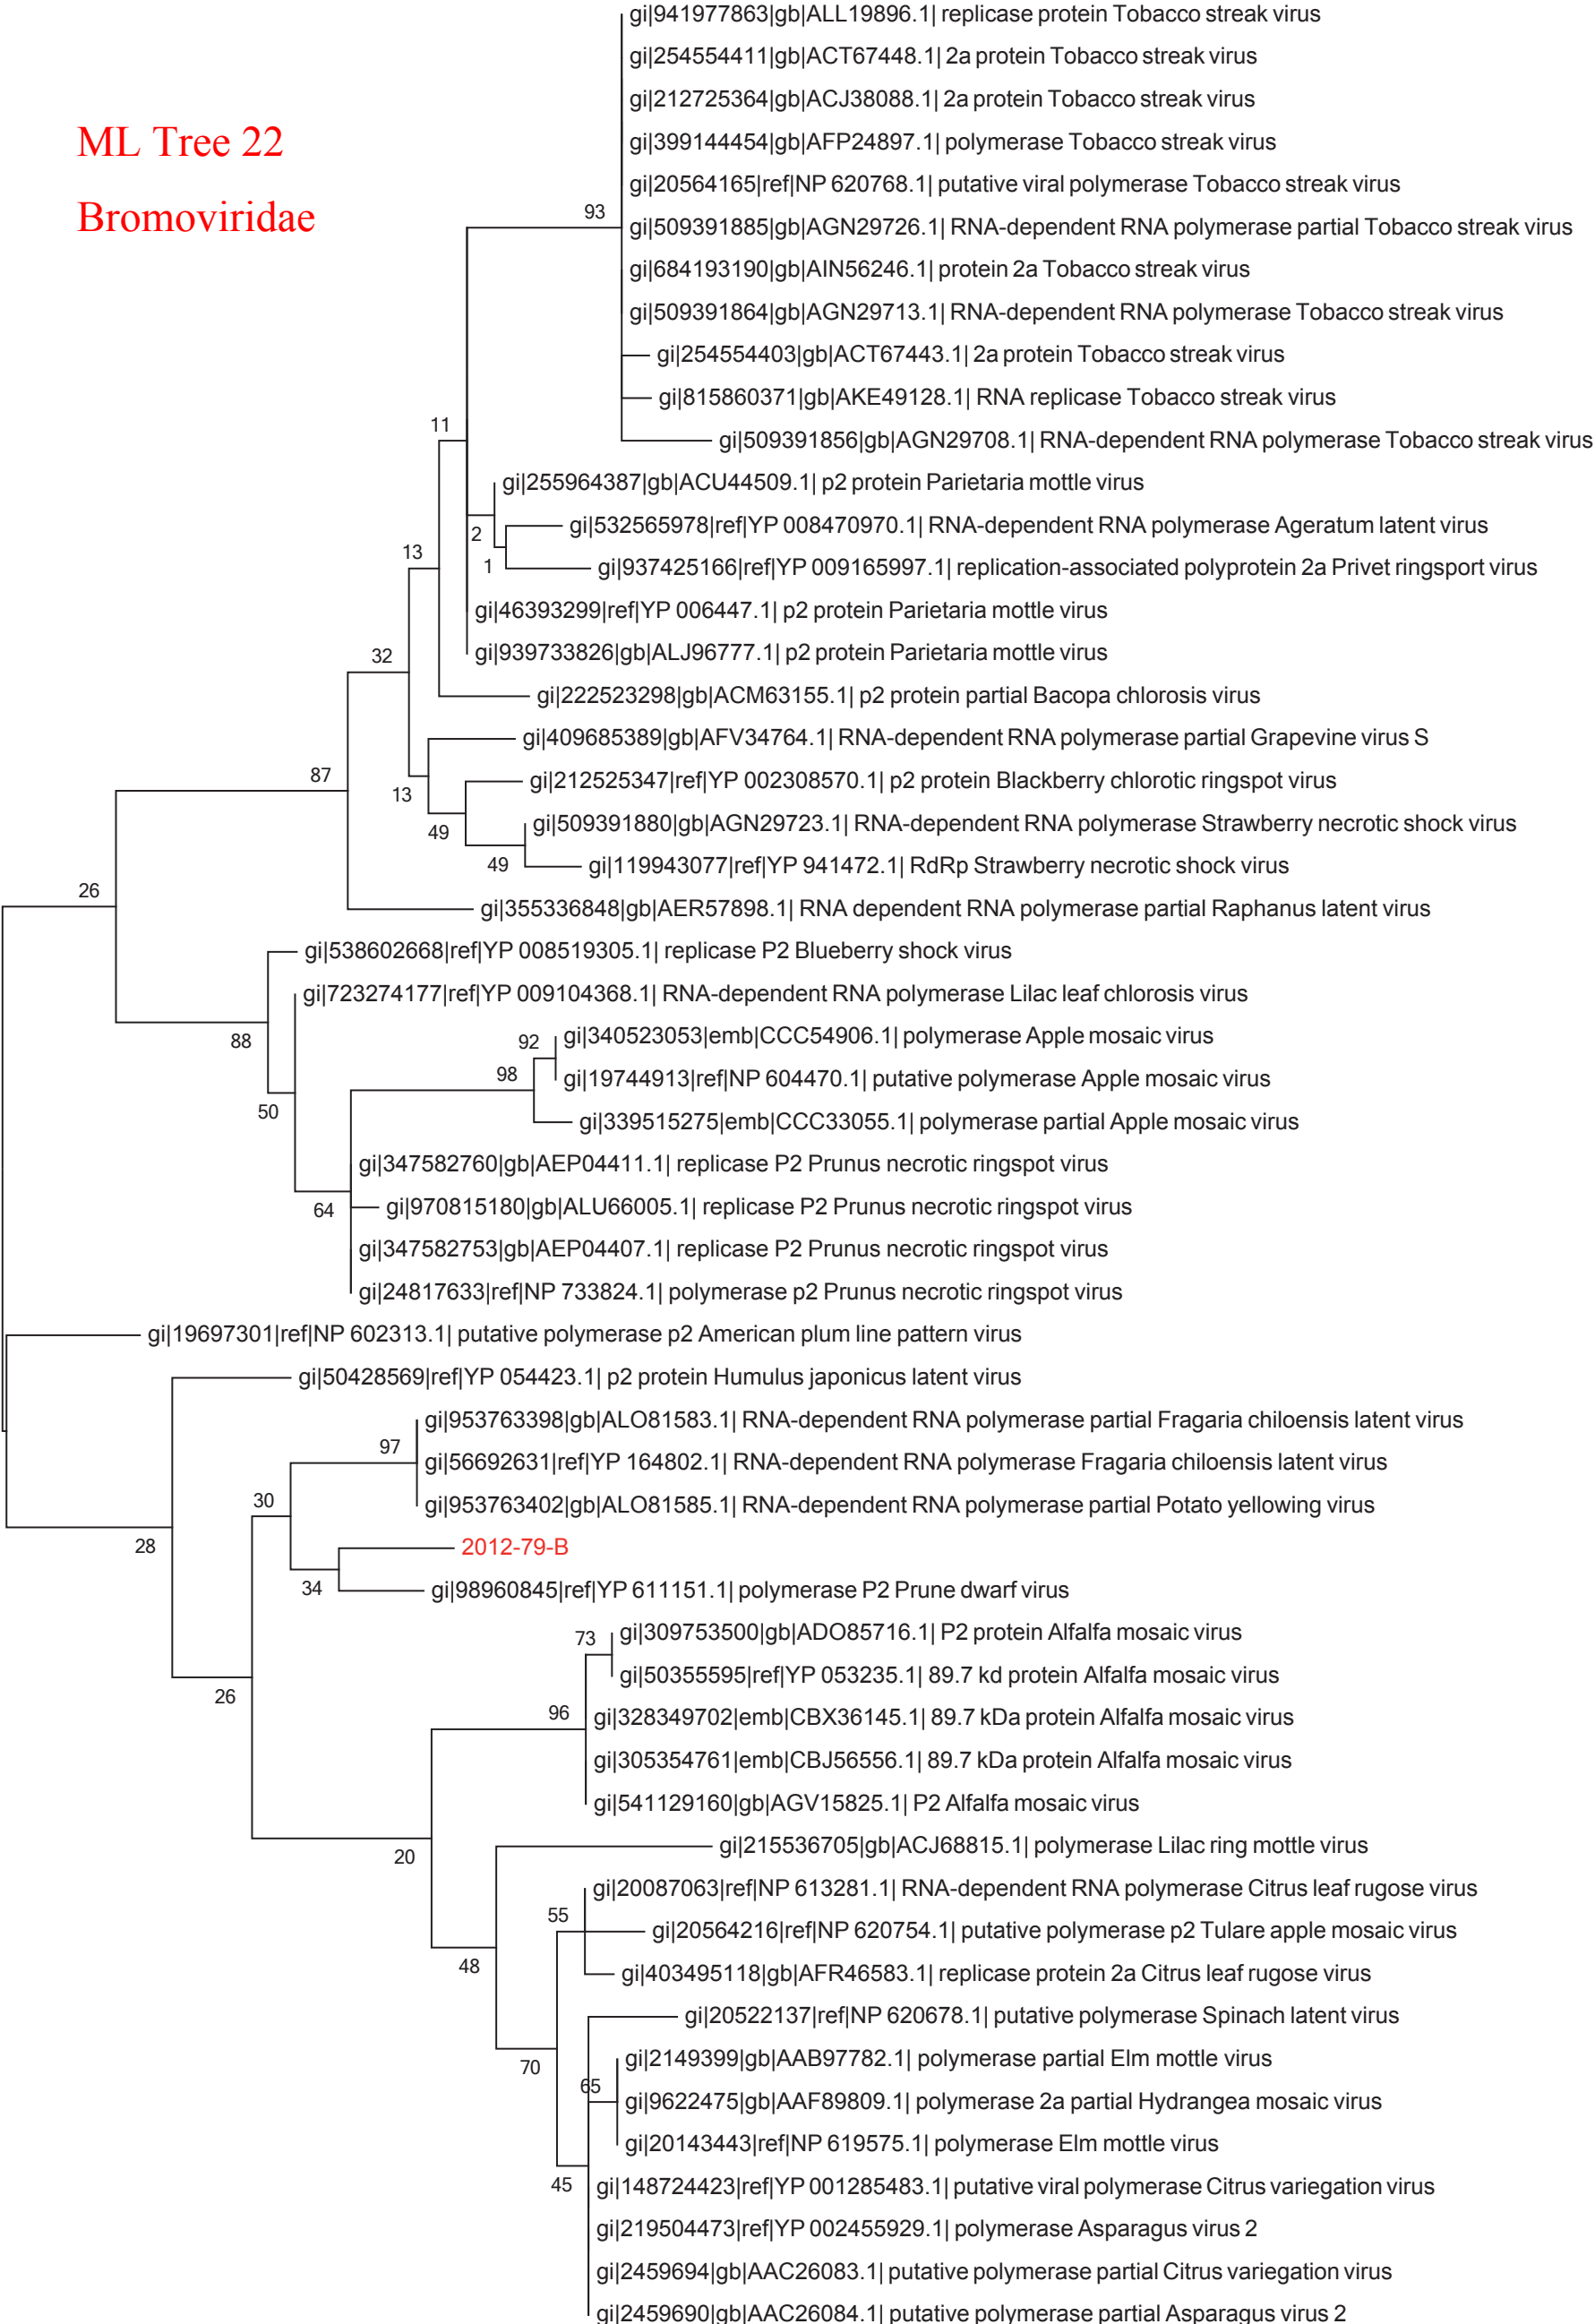 ML Tree 22
Bromoviridae
gi|941977863|gb|ALL19896.1| replicase protein Tobacco streak virus
gi|254554411|gb|ACT67448.1| 2a protein Tobacco streak virus
gi|212725364|gb|ACJ38088.1| 2a protein Tobacco streak virus
gi|399144454|gb|AFP24897.1| polymerase Tobacco streak virus
gi|20564165|ref|NP 620768.1| putative viral polymerase Tobacco streak virus
93
gi|509391885|gb|AGN29726.1| RNA-dependent RNA polymerase partial Tobacco streak virus
gi|684193190|gb|AIN56246.1| protein 2a Tobacco streak virus
gi|509391864|gb|AGN29713.1| RNA-dependent RNA polymerase Tobacco streak virus
gi|254554403|gb|ACT67443.1| 2a protein Tobacco streak virus
gi|815860371|gb|AKE49128.1| RNA replicase Tobacco streak virus
11
gi|509391856|gb|AGN29708.1| RNA-dependent RNA polymerase Tobacco streak virus
gi|255964387|gb|ACU44509.1| p2 protein Parietaria mottle virus
gi|532565978|ref|YP 008470970.1| RNA-dependent RNA polymerase Ageratum latent virus
2
13
1
gi|937425166|ref|YP 009165997.1| replication-associated polyprotein 2a Privet ringsport virus
gi|46393299|ref|YP 006447.1| p2 protein Parietaria mottle virus
gi|939733826|gb|ALJ96777.1| p2 protein Parietaria mottle virus
32
gi|222523298|gb|ACM63155.1| p2 protein partial Bacopa chlorosis virus
gi|409685389|gb|AFV34764.1| RNA-dependent RNA polymerase partial Grapevine virus S
87
gi|212525347|ref|YP 002308570.1| p2 protein Blackberry chlorotic ringspot virus
13
gi|509391880|gb|AGN29723.1| RNA-dependent RNA polymerase Strawberry necrotic shock virus
49
49
gi|119943077|ref|YP 941472.1| RdRp Strawberry necrotic shock virus
26
gi|355336848|gb|AER57898.1| RNA dependent RNA polymerase partial Raphanus latent virus
gi|538602668|ref|YP 008519305.1| replicase P2 Blueberry shock virus
gi|723274177|ref|YP 009104368.1| RNA-dependent RNA polymerase Lilac leaf chlorosis virus
88
92
gi|340523053|emb|CCC54906.1| polymerase Apple mosaic virus
98
gi|19744913|ref|NP 604470.1| putative polymerase Apple mosaic virus
50
gi|339515275|emb|CCC33055.1| polymerase partial Apple mosaic virus
gi|347582760|gb|AEP04411.1| replicase P2 Prunus necrotic ringspot virus
64
gi|970815180|gb|ALU66005.1| replicase P2 Prunus necrotic ringspot virus
gi|347582753|gb|AEP04407.1| replicase P2 Prunus necrotic ringspot virus
gi|24817633|ref|NP 733824.1| polymerase p2 Prunus necrotic ringspot virus
gi|19697301|ref|NP 602313.1| putative polymerase p2 American plum line pattern virus
gi|50428569|ref|YP 054423.1| p2 protein Humulus japonicus latent virus
gi|953763398|gb|ALO81583.1| RNA-dependent RNA polymerase partial Fragaria chiloensis latent virus
97
gi|56692631|ref|YP 164802.1| RNA-dependent RNA polymerase Fragaria chiloensis latent virus
30
gi|953763402|gb|ALO81585.1| RNA-dependent RNA polymerase partial Potato yellowing virus
28
2012-79-B
34
gi|98960845|ref|YP 611151.1| polymerase P2 Prune dwarf virus
73
gi|309753500|gb|ADO85716.1| P2 protein Alfalfa mosaic virus
26
gi|50355595|ref|YP 053235.1| 89.7 kd protein Alfalfa mosaic virus
96
gi|328349702|emb|CBX36145.1| 89.7 kDa protein Alfalfa mosaic virus
gi|305354761|emb|CBJ56556.1| 89.7 kDa protein Alfalfa mosaic virus
gi|541129160|gb|AGV15825.1| P2 Alfalfa mosaic virus
20
gi|215536705|gb|ACJ68815.1| polymerase Lilac ring mottle virus
gi|20087063|ref|NP 613281.1| RNA-dependent RNA polymerase Citrus leaf rugose virus
55
gi|20564216|ref|NP 620754.1| putative polymerase p2 Tulare apple mosaic virus
48
gi|403495118|gb|AFR46583.1| replicase protein 2a Citrus leaf rugose virus
gi|20522137|ref|NP 620678.1| putative polymerase Spinach latent virus
70
gi|2149399|gb|AAB97782.1| polymerase partial Elm mottle virus
65
gi|9622475|gb|AAF89809.1| polymerase 2a partial Hydrangea mosaic virus
gi|20143443|ref|NP 619575.1| polymerase Elm mottle virus
45
gi|148724423|ref|YP 001285483.1| putative viral polymerase Citrus variegation virus
gi|219504473|ref|YP 002455929.1| polymerase Asparagus virus 2
gi|2459694|gb|AAC26083.1| putative polymerase partial Citrus variegation virus
gi|2459690|gb|AAC26084.1| putative polymerase partial Asparagus virus 2